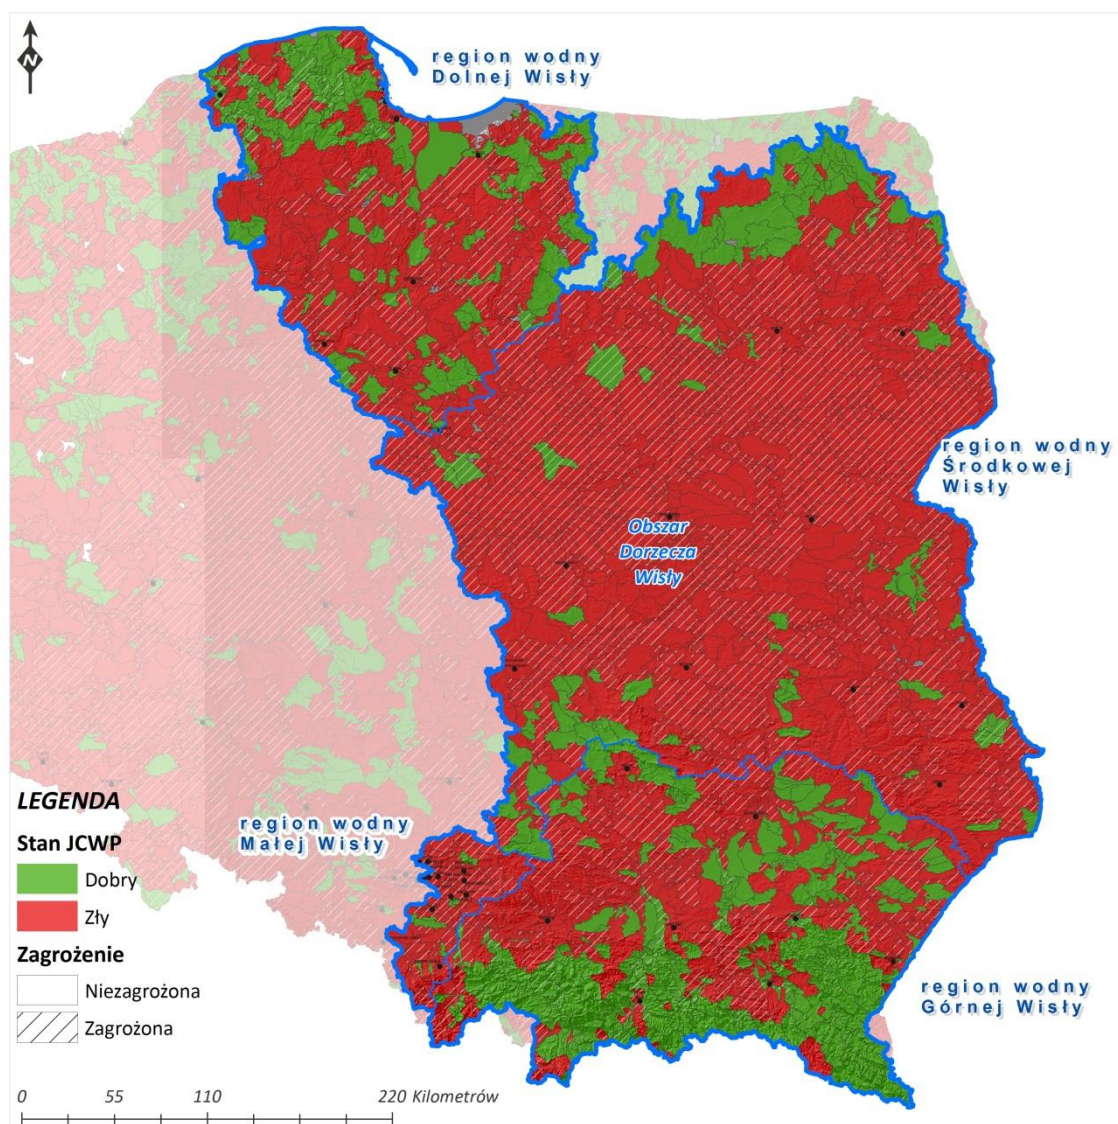 N
region wodny
Dolnej Wisły
region wodny
Środkowej
Wisły
Obszar
Dorzecza
Wisły
region wodny
Małej Wisły
region wodny
Górnej Wisły
LEGENDA
Stan JCWP
Dobry
Zły
Zagrożenie
Niezagrożona
Zagrożona
0 55 110 220 Kilometrów